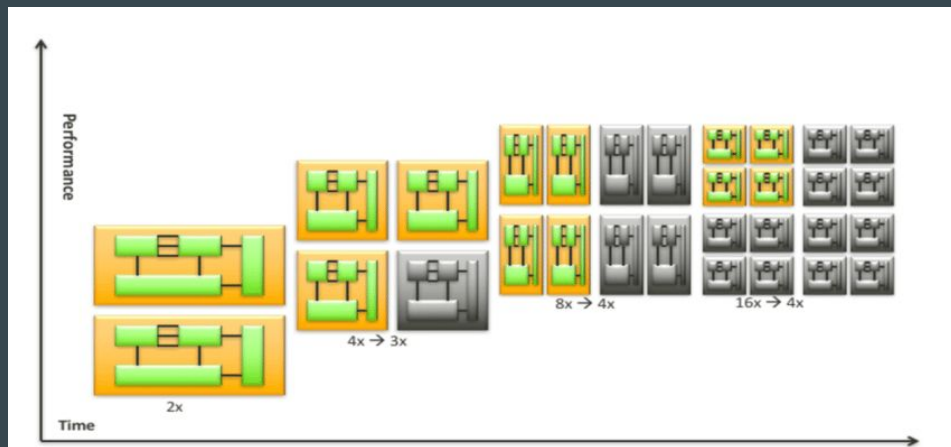 Performance
8x → 4x
16x → 4x
4x → 3x
2x
Time